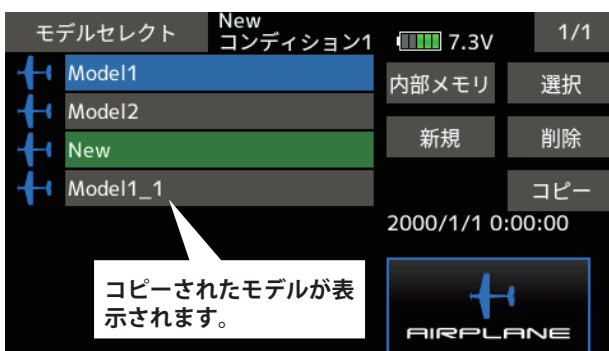 モデルセレクト
New
コンディション1
7.3V
1/1
Model1
内部メモリ
選択
Model2
New
新規
削除
Model1_1
コピー
2000/1/1 0:00:00
コピーされたモデルが表
示されます。
AIRPLANE